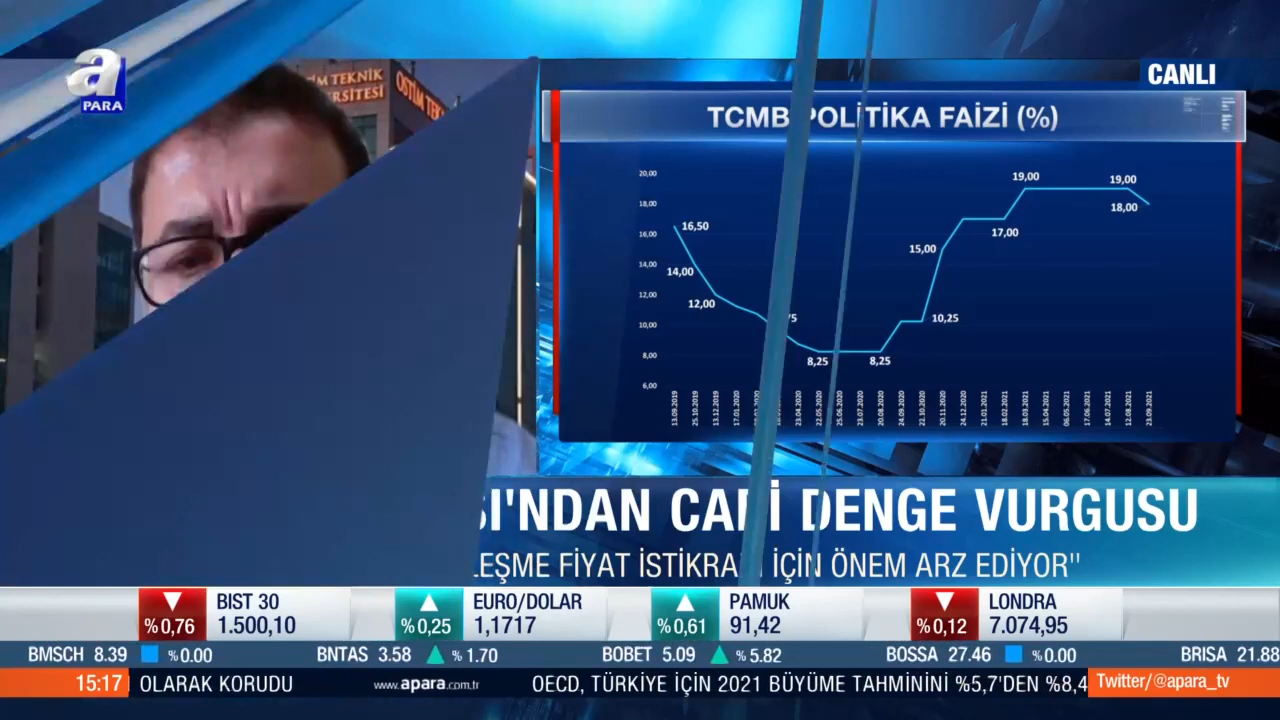 a
PARA
M TEKNİK
RSİTESİ
OSTİM TEK
CANLI
TCMB POLİTİKA FAİZİ (%)
20,00
18,00
16,00
14,00
12,00
10,00
8,00
6,00
16,50
14,00
12,00
75
8,25
8,25
10,25
15,00
17,00
19,00
19,00
18,00
13.09.2019
25.10.2019
13.12.2019
17.01.2020
23.04.2020
22.05.2020
25.06.2020
23.07.2020
20.08.2020
24.09.2020
22.10.2020
20.11.2020
24.12.2020
21.01.2021
18.02.2021
18.03.2021
15.04.2021
06.05.2021
17.06.2021
14.07.2021
12.08.2021
23.09.2021
SI'NDAN CARİ DENGE VURGUSU
LEŞME FİYAT İSTİKRA İÇİN ÖNEM ARZ EDİYOR"
%0,76 BIST 30 1.500,10
%0,25 EURO/DOLAR 1,1717
%0,61 PAMUK 91,42
%0,12 LONDRA 7.074,95
BMSCH 8.39 %0.00 BNTAS 3.58 %1.70 BOBET 5.09 %5.82 BOSSA 27.46 %0.00 BRISA 21.88
15:17 OLARAK KORUDU www.apara.com.tr OECD, TÜRKİYE İÇİN 2021 BÜYÜME TAHMİNİNİ %5,7'DEN %8,4 Twitter/@apara_tv